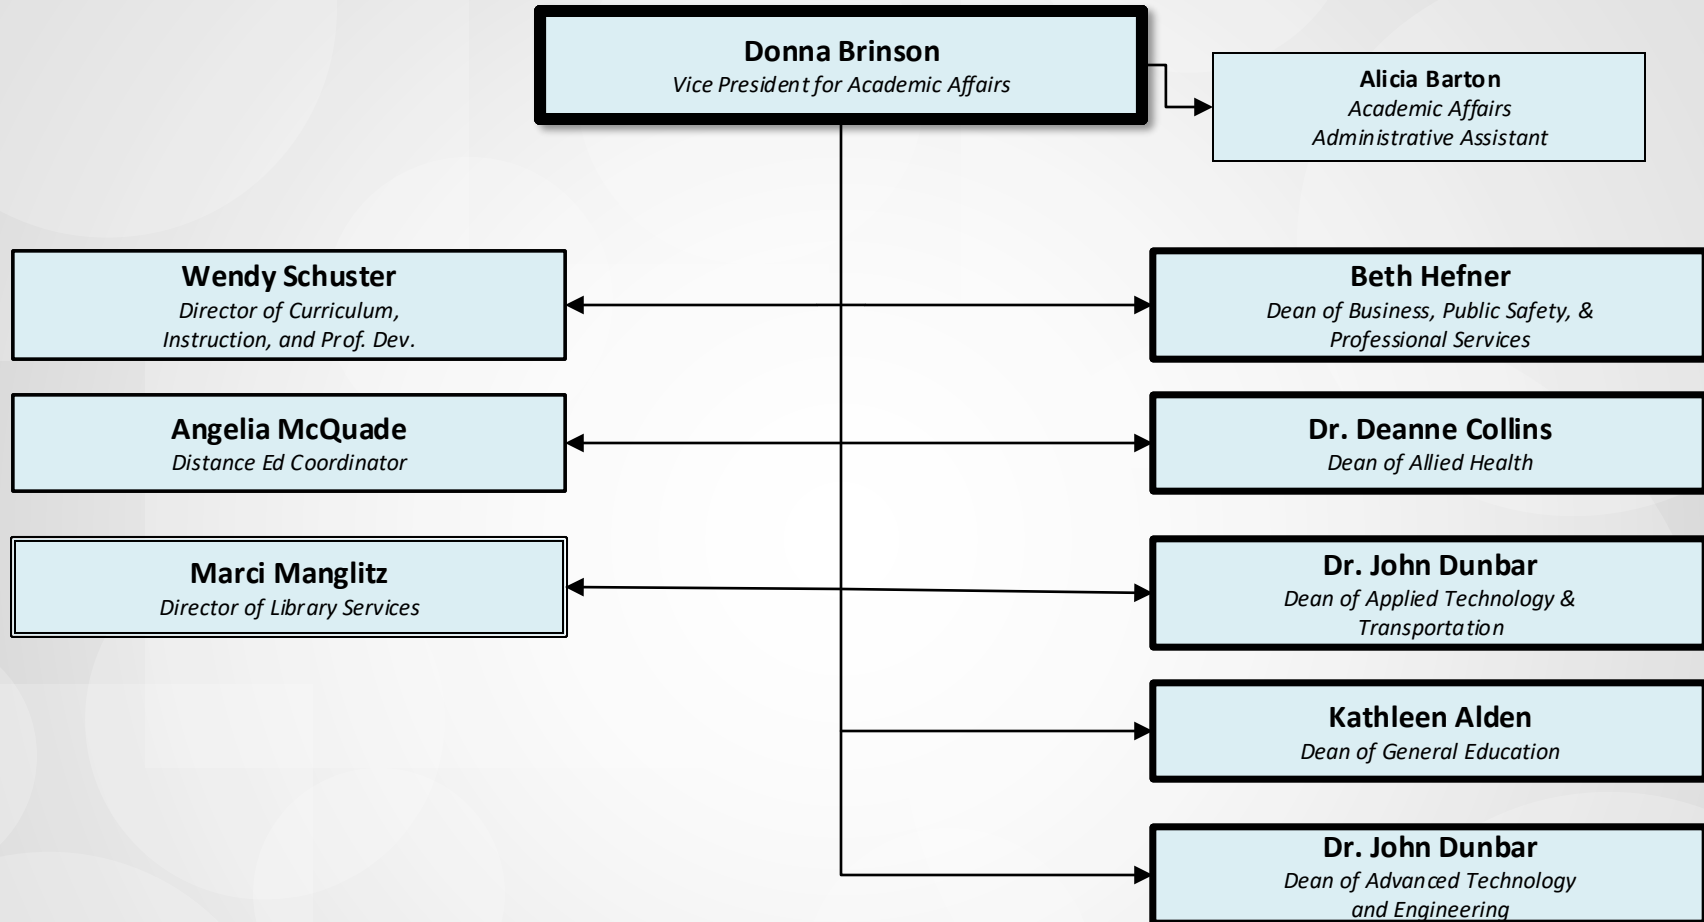 Donna Brinson
Vice President for Academic Affairs
Alicia Barton
Academic Affairs
Administrative Assistant
Wendy Schuster
Director of Curriculum,
Instruction, and Prof. Dev.
Beth Hefner
Dean of Business, Public Safety, &
Professional Services
Angelia McQuade
Distance Ed Coordinator
Dr. Deanne Collins
Dean of Allied Health
Marci Manglitz
Director of Library Services
Dr. John Dunbar
Dean of Applied Technology &
Transportation
Kathleen Alden
Dean of General Education
Dr. John Dunbar
Dean of Advanced Technology
and Engineering